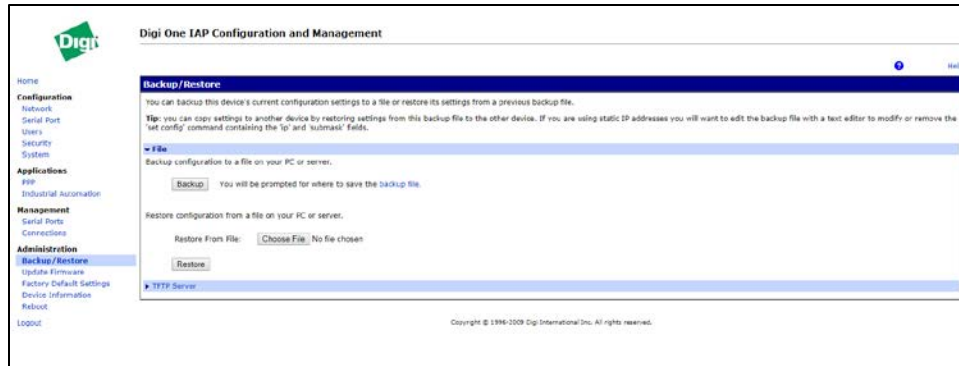 Digi
Digi One IAP Configuration and Management
Home
Configuration
Network
Serial Port
Users
Security
System
Applications
PPP
Industrial Automation
Management
Serial Ports
Connections
Administration
Backup/Restore
Update Firmware
Factory Default Settings
Device Information
Reboot
Logout
Backup/Restore
You can backup this device's current configuration settings to a file or restore its settings from a previous backup file.
Tip: you can copy settings to another device by restoring settings from this backup file to the other device. If you are using static IP addresses you will want to edit the backup file with a text editor to modify or remove the
'set config' command containing the 'ip' and 'submask' fields.
File
Backup configuration to a file on your PC or server.
Backup You will be prompted for where to save the backup file.
Restore configuration from a file on your PC or server.
Restore From File: Choose File No file chosen
Restore
TFTP Server
Copyright © 1996-2009 Digi International Inc. All rights reserved.